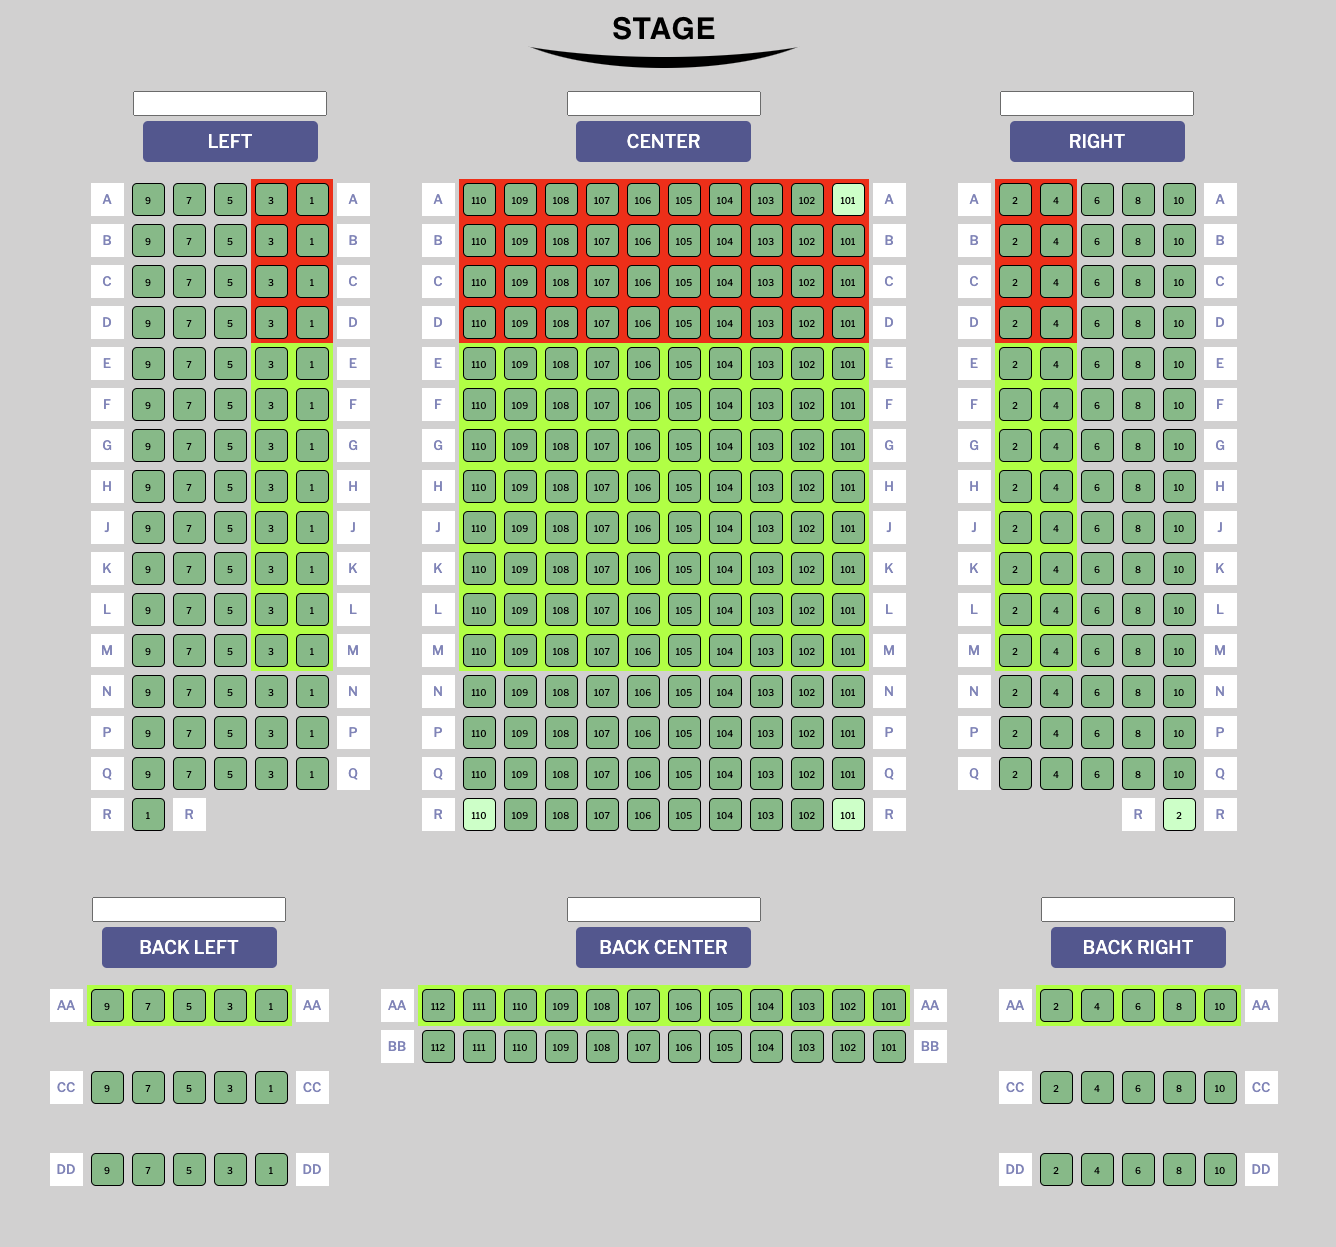 STAGE
LEFT CENTER RIGHT
A 9 7 5 3 1 A A 110 109 108 107 106 105 104 103 102 101 A A 2 4 6 8 10 A
B 9 7 5 3 1 B B 110 109 108 107 106 105 104 103 102 101 B B 2 4 6 8 10 B
C 9 7 5 3 1 C C 110 109 108 107 106 105 104 103 102 101 C C 2 4 6 8 10 C
D 9 7 5 3 1 D D 110 109 108 107 106 105 104 103 102 101 D D 2 4 6 8 10 D
E 9 7 5 3 1 E E 110 109 108 107 106 105 104 103 102 101 E E 2 4 6 8 10 E
F 9 7 5 3 1 F F 110 109 108 107 106 105 104 103 102 101 F F 2 4 6 8 10 F
G 9 7 5 3 1 G G 110 109 108 107 106 105 104 103 102 101 G G 2 4 6 8 10 G
H 9 7 5 3 1 H H 110 109 108 107 106 105 104 103 102 101 H H 2 4 6 8 10 H
J 9 7 5 3 1 J J 110 109 108 107 106 105 104 103 102 101 J J 2 4 6 8 10 J
K 9 7 5 3 1 K K 110 109 108 107 106 105 104 103 102 101 K K 2 4 6 8 10 K
L 9 7 5 3 1 L L 110 109 108 107 106 105 104 103 102 101 L L 2 4 6 8 10 L
M 9 7 5 3 1 M M 110 109 108 107 106 105 104 103 102 101 M M 2 4 6 8 10 M
N 9 7 5 3 1 N N 110 109 108 107 106 105 104 103 102 101 N N 2 4 6 8 10 N
P 9 7 5 3 1 P P 110 109 108 107 106 105 104 103 102 101 P P 2 4 6 8 10 P
Q 9 7 5 3 1 Q Q 110 109 108 107 106 105 104 103 102 101 Q Q 2 4 6 8 10 Q
R 1 R R 110 109 108 107 106 105 104 103 102 101 R R 2 R
BACK LEFT BACK CENTER BACK RIGHT
AA 9 7 5 3 1 AA AA 112 111 110 109 108 107 106 105 104 103 102 101 AA AA 2 4 6 8 10 AA
BB 112 111 110 109 108 107 106 105 104 103 102 101 BB
CC 9 7 5 3 1 CC CC 2 4 6 8 10 CC
DD 9 7 5 3 1 DD DD 2 4 6 8 10 DD